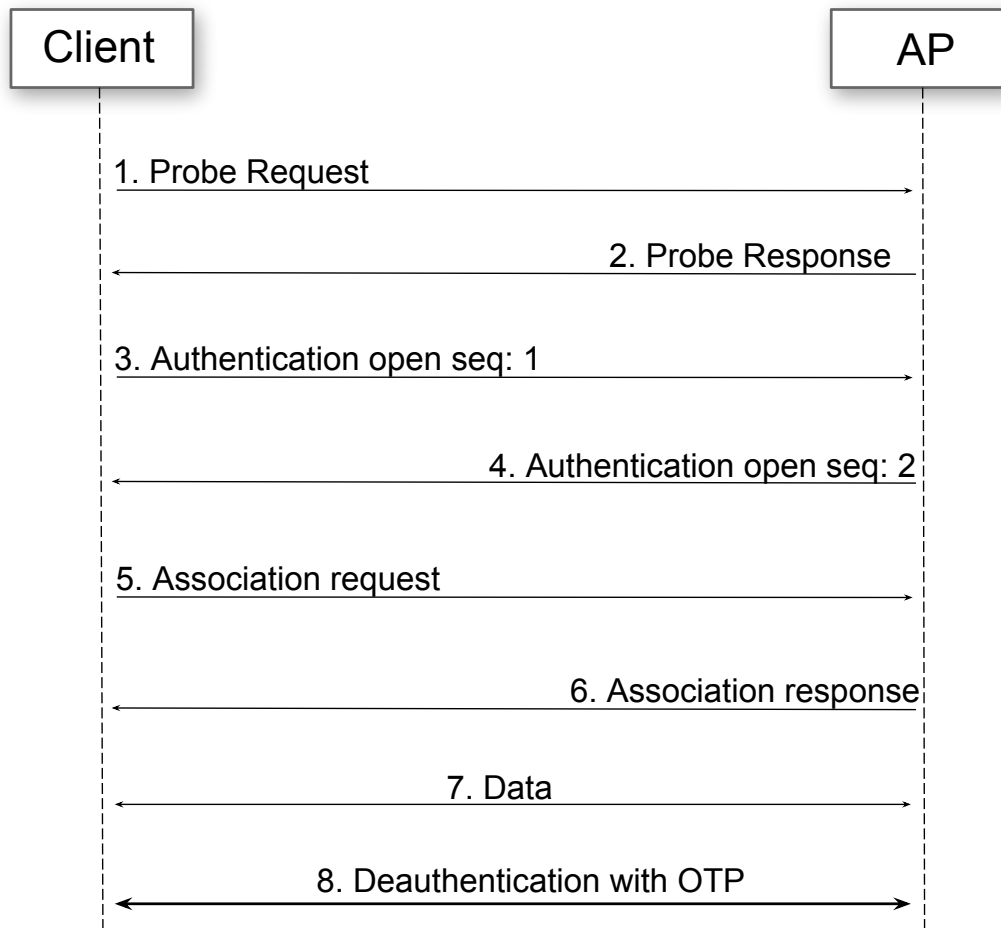 Client
AP
1. Probe Request
2. Probe Response
3. Authentication open seq: 1
4. Authentication open seq: 2
5. Association request
6. Association response
7. Data
8. Deauthentication with OTP